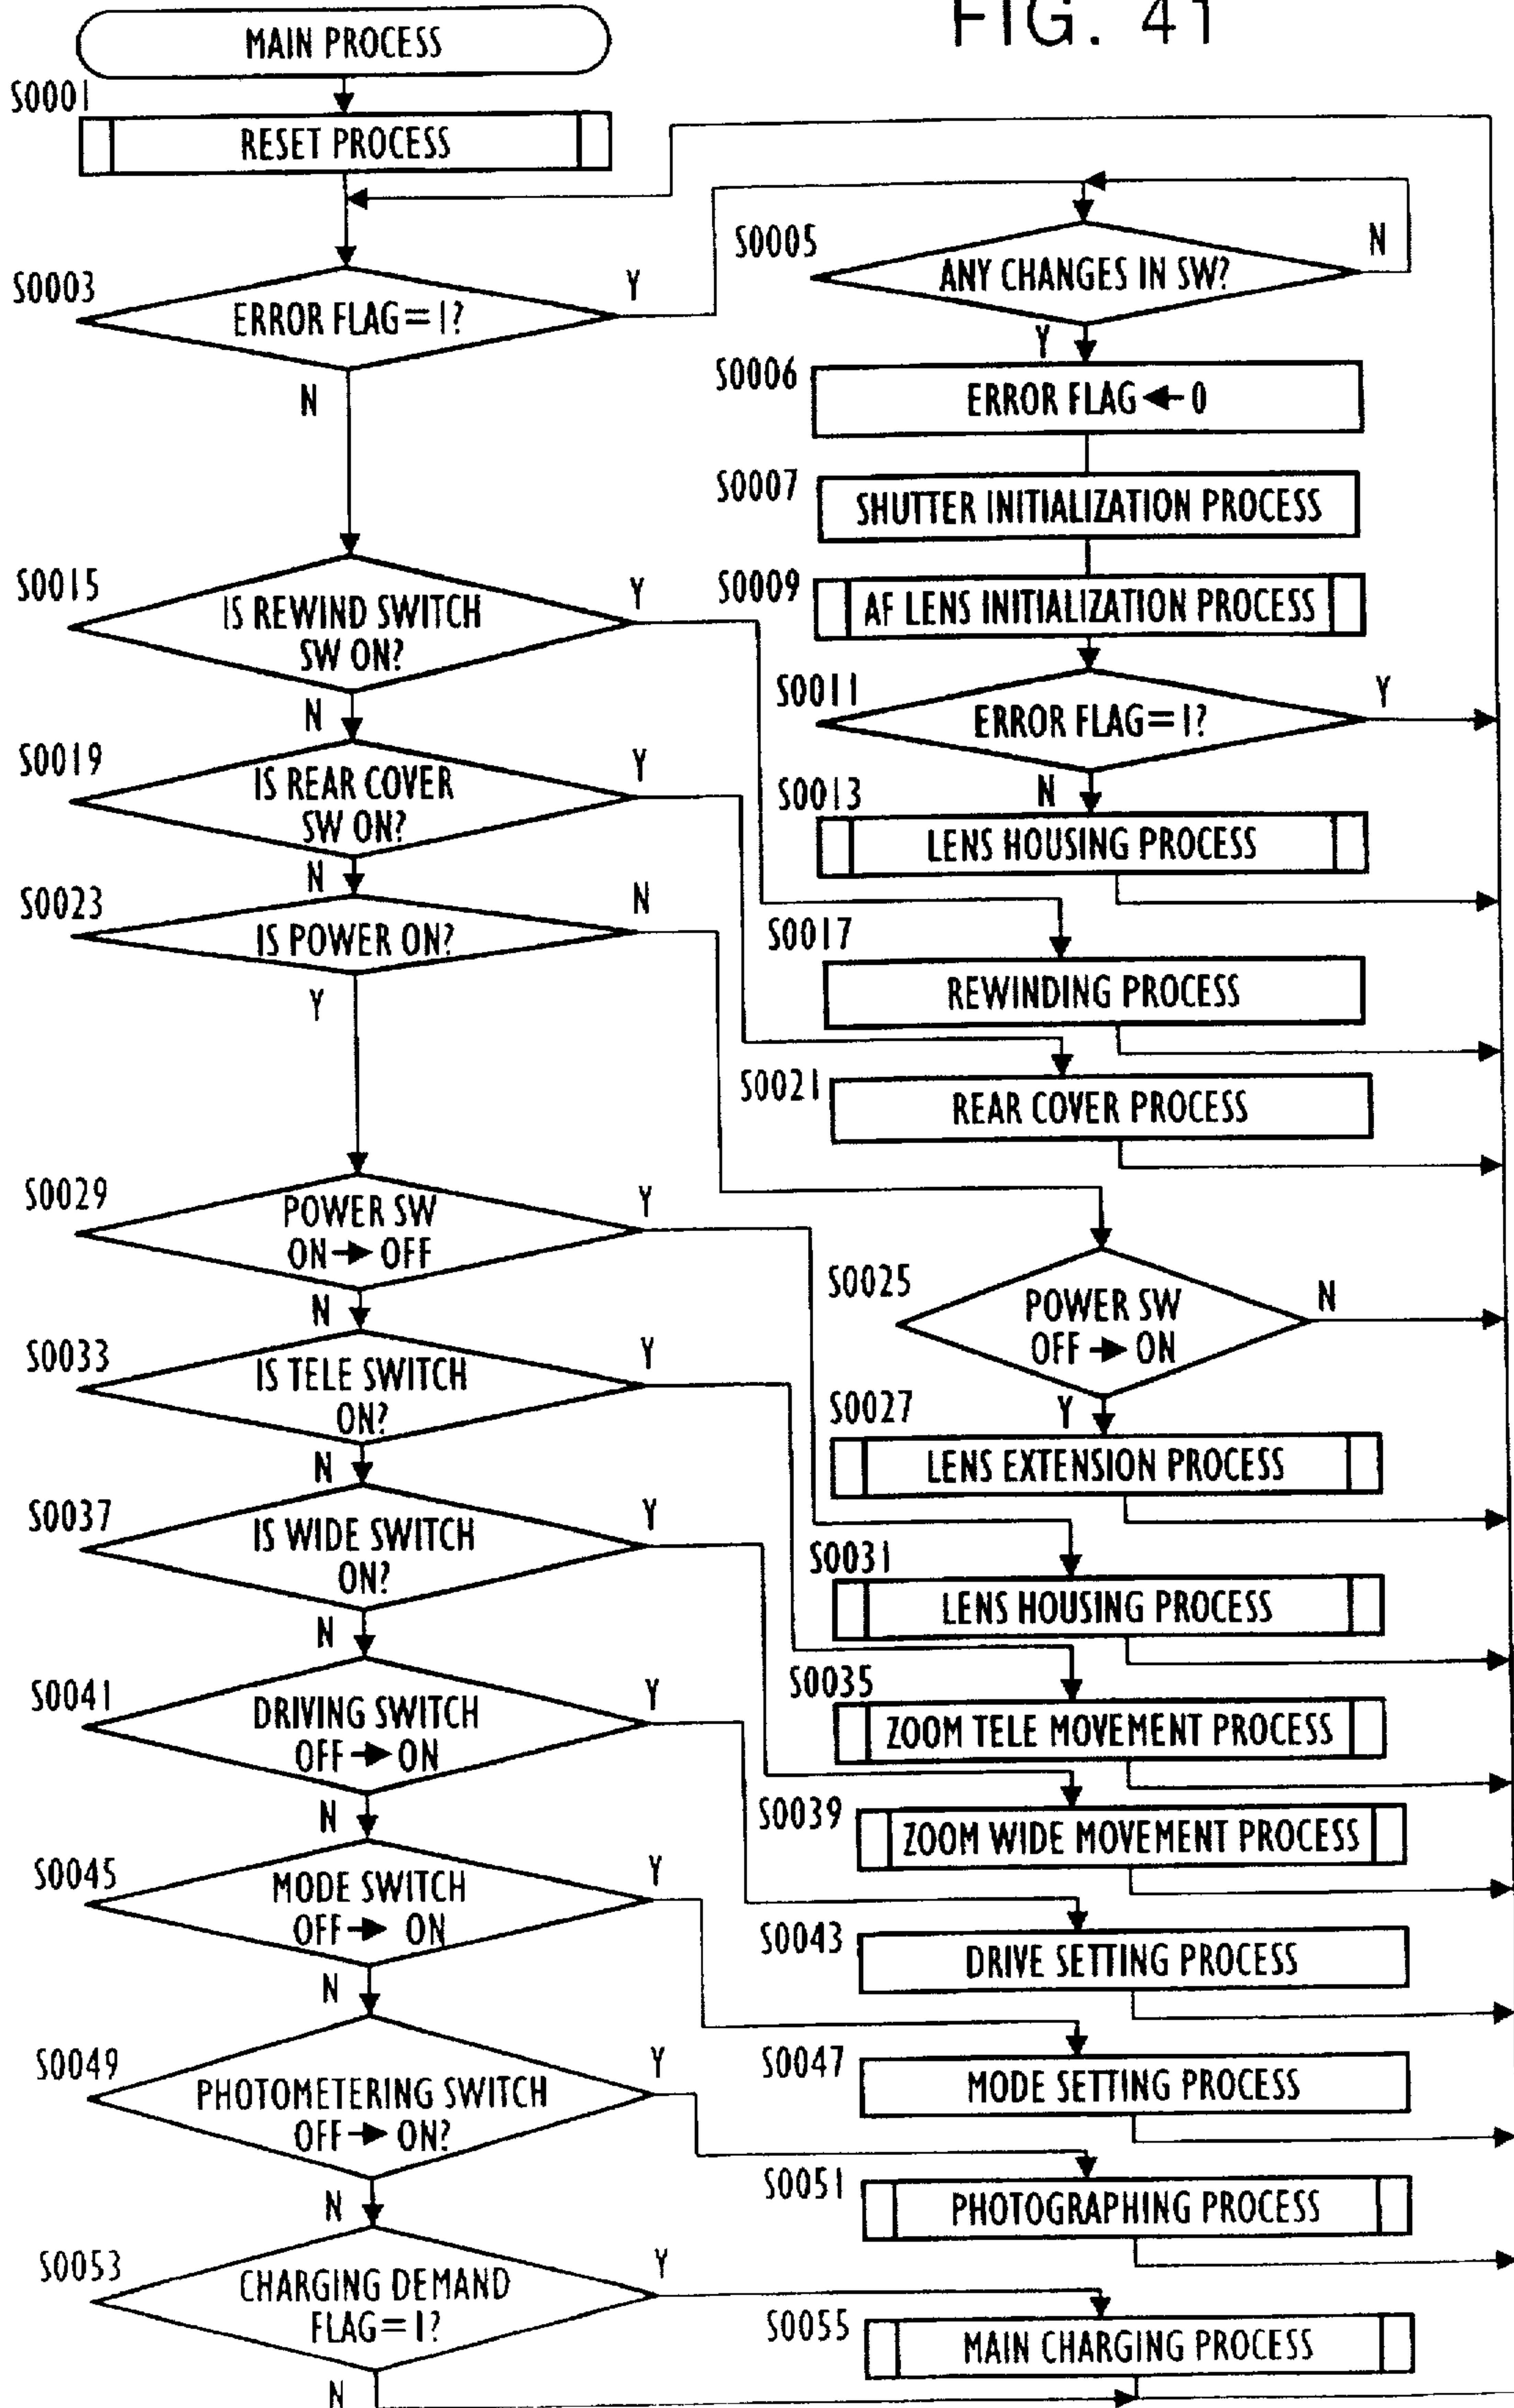 FIG. 41
MAIN PROCESS
S0001
RESET PROCESS
S0003
ERROR FLAG=1?
Y
N
S0005
ANY CHANGES IN SW?
N
Y
S0006
ERROR FLAG←0
S0007
SHUTTER INITIALIZATION PROCESS
S0009
AF LENS INITIALIZATION PROCESS
S0011
ERROR FLAG=1?
Y
N
S0013
LENS HOUSING PROCESS
S0015
IS REWIND SWITCH
SW ON?
Y
N
S0017
REWINDING PROCESS
S0019
IS REAR COVER
SW ON?
Y
N
S0021
REAR COVER PROCESS
S0023
IS POWER ON?
N
Y
S0025
POWER SW
OFF→ON
N
Y
S0027
LENS EXTENSION PROCESS
S0029
POWER SW
ON→OFF
Y
N
S0031
LENS HOUSING PROCESS
S0033
IS TELE SWITCH
ON?
Y
N
S0035
ZOOM TELE MOVEMENT PROCESS
S0037
IS WIDE SWITCH
ON?
Y
N
S0039
ZOOM WIDE MOVEMENT PROCESS
S0041
DRIVING SWITCH
OFF→ON
Y
N
S0043
DRIVE SETTING PROCESS
S0045
MODE SWITCH
OFF→ ON
Y
N
S0047
MODE SETTING PROCESS
S0049
PHOTOMETERING SWITCH
OFF→ON?
Y
N
S0051
PHOTOGRAPHING PROCESS
S0053
CHARGING DEMAND
FLAG=1?
Y
N
S0055
MAIN CHARGING PROCESS